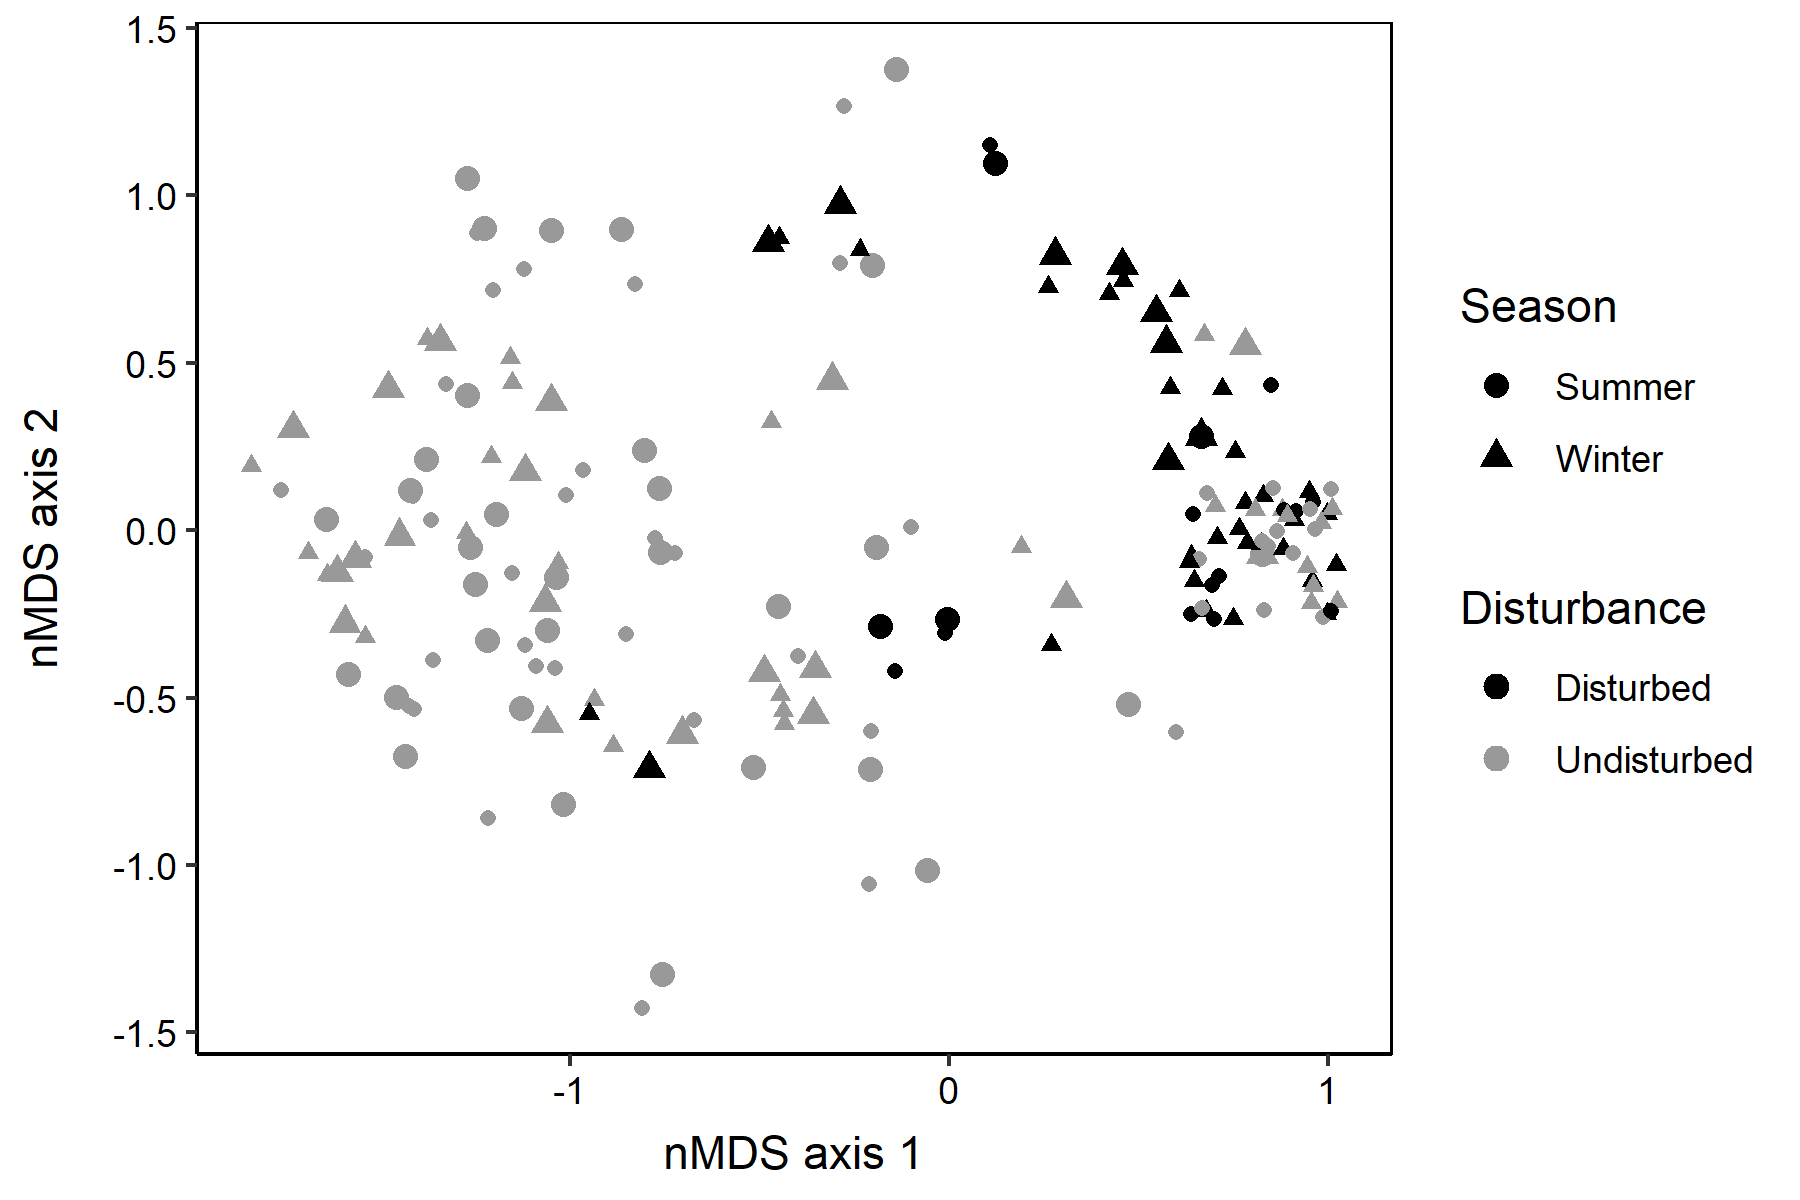 1.5
1.0
0.5
0.0
-0.5
-1.0
-1.5
nMDS axis 2
-1
0
1
nMDS axis 1
Season
Summer
Winter
Disturbance
Disturbed
Undisturbed